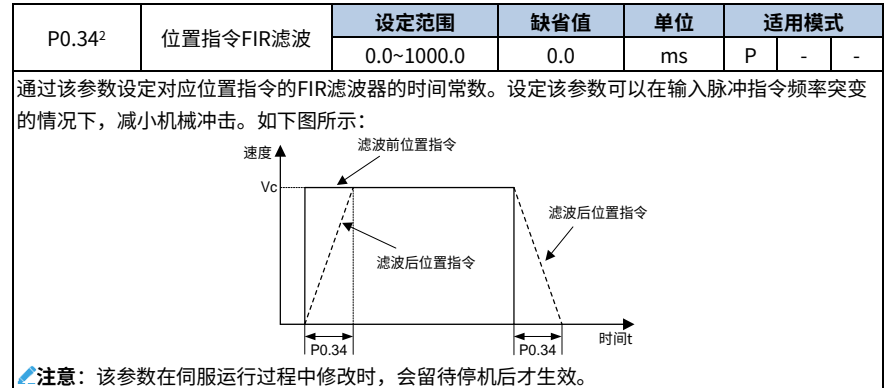 P0.34²
位置指令FIR滤波
设定范围 缺省值 单位 适用模式
0.0~1000.0 0.0 ms P - -
通过该参数设定对应位置指令的FIR滤波器的时间常数。设定该参数可以在输入脉冲指令频率突变
的情况下，减小机械冲击。如下图所示：
速度
滤波前位置指令
Vc
滤波后位置指令
滤波后位置指令
时间t
P0.34 P0.34
注意：该参数在伺服运行过程中修改时，会留待停机后才生效。